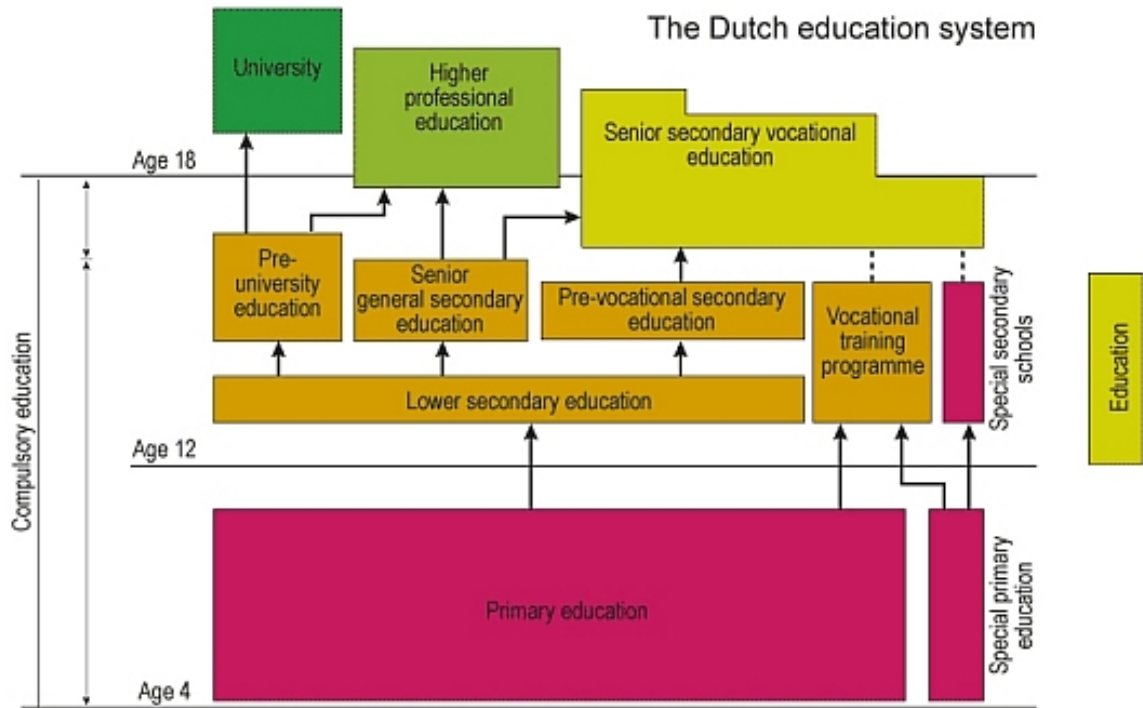 The Dutch education system
University
Higher
professional
education
Senior secondary vocational
education
Age 18
Pre-
university
education
Senior
general secondary
education
Pre-vocational secondary
education
Vocational
training
programme
Special secondary
schools
Education
Lower secondary education
Compulsory education
Age 12
Primary education
Special primary
education
Age 4